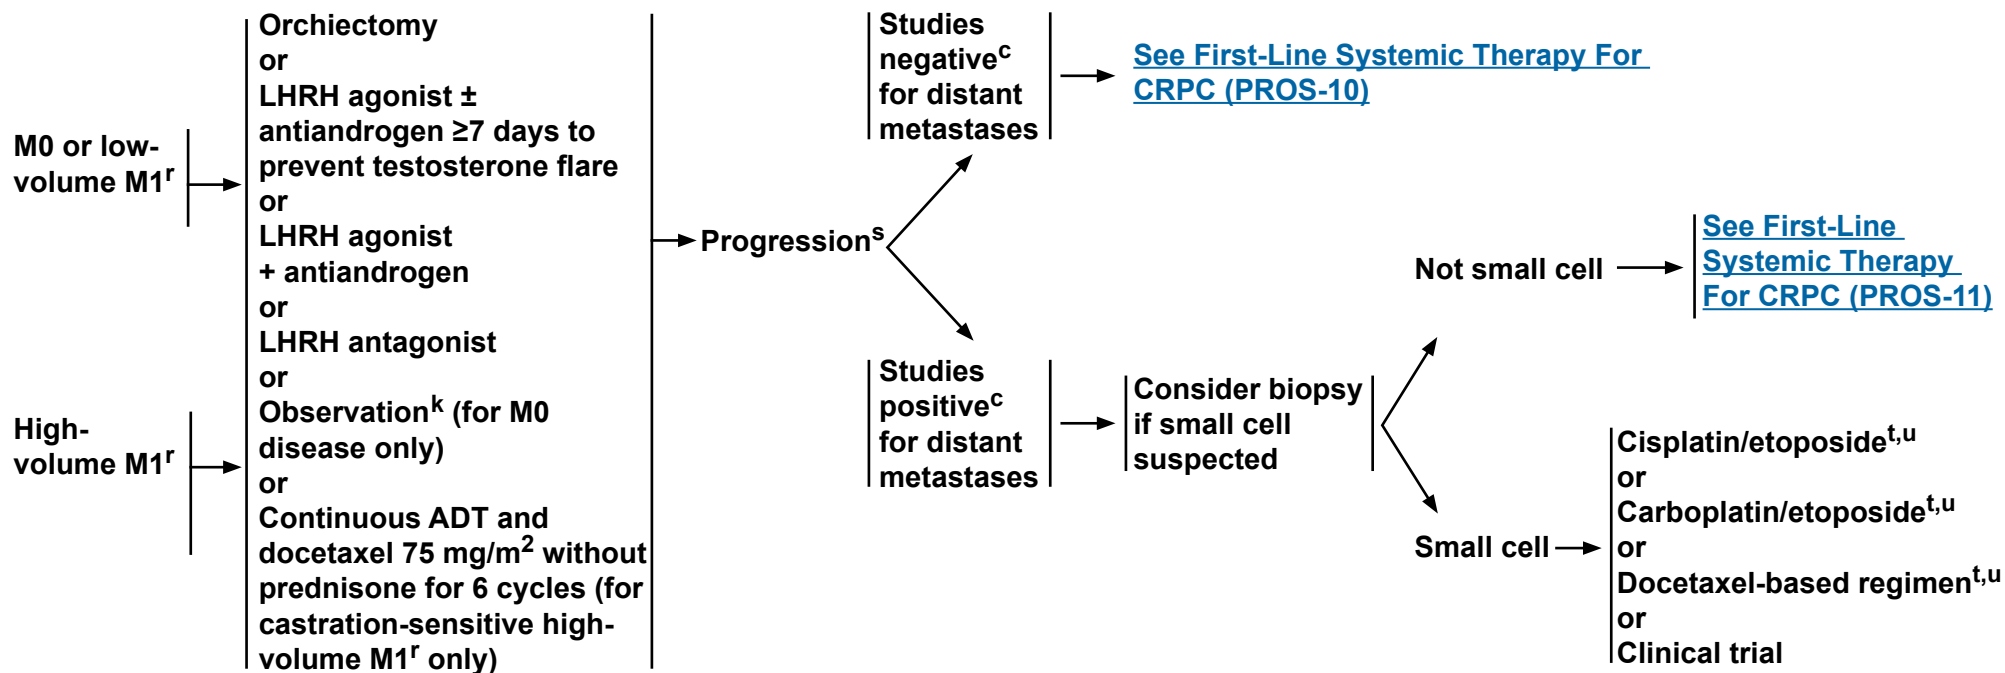 M0 or low-
volume M1r
High-
volume M1r
Orchiectomy
or
LHRH agonist ±
antiandrogen ≥7 days to
prevent testosterone flare
or
LHRH agonist
+ antiandrogen
or
LHRH antagonist
or
Observationk (for M0
disease only)
or
Continuous ADT and
docetaxel 75 mg/m2 without
prednisone for 6 cycles (for
castration-sensitive high-
volume M1r only)
Progressions
Studies
negativec
for distant
metastases
See First-Line Systemic Therapy For
CRPC (PROS-10)
Studies
positivec
for distant
metastases
Consider biopsy
if small cell
suspected
Not small cell
See First-Line
Systemic Therapy
For CRPC (PROS-11)
Small cell
Cisplatin/etoposidet,u
or
Carboplatin/etoposidet,u
or
Docetaxel-based regiment,u
or
Clinical trial